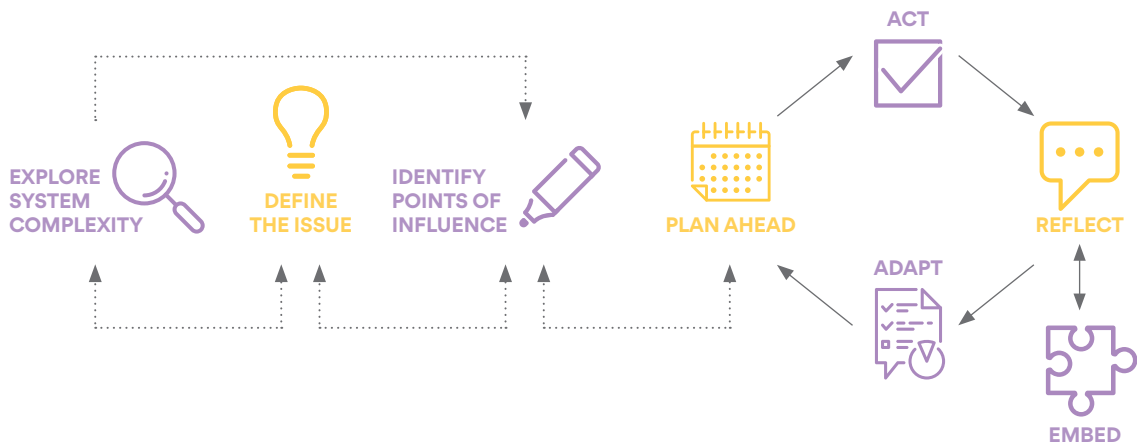 EXPLORE
SYSTEM
COMPLEXITY
DEFINE
THE ISSUE
IDENTIFY
POINTS OF
INFLUENCE
PLAN AHEAD
ACT
REFLECT
ADAPT
EMBED